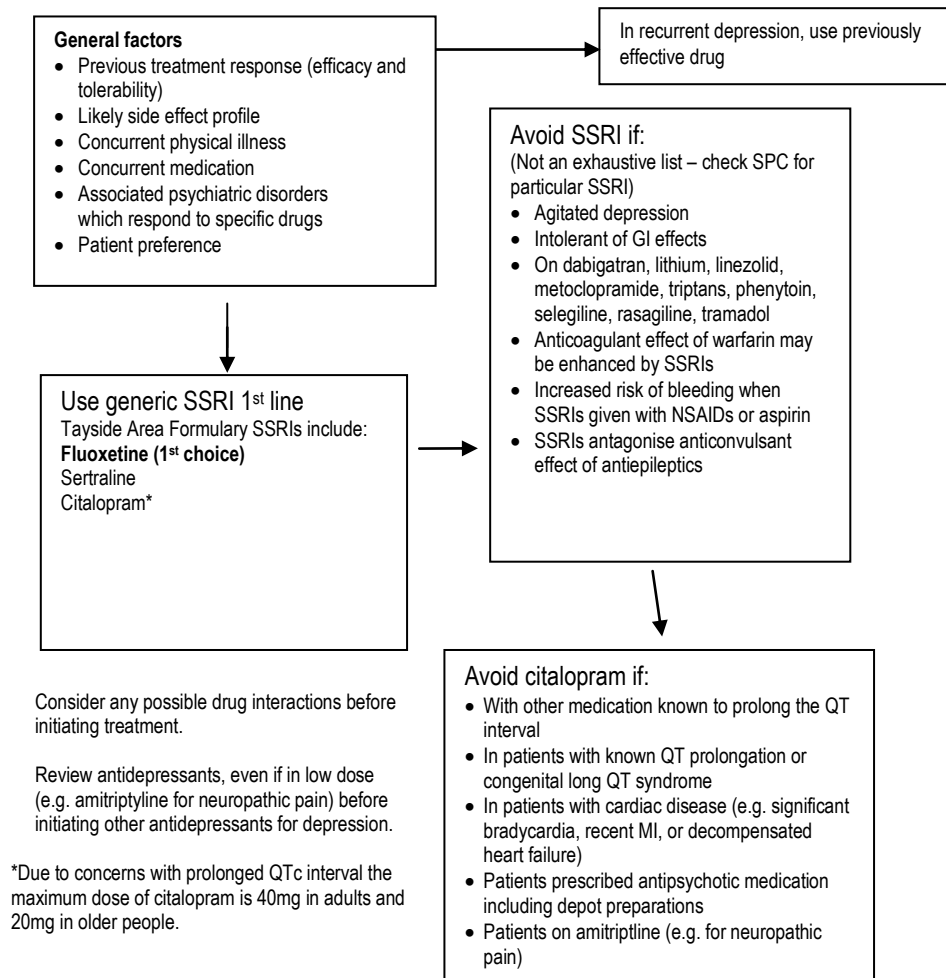 General factors
• Previous treatment response (efficacy and
tolerability)
• Likely side effect profile
• Concurrent physical illness
• Concurrent medication
• Associated psychiatric disorders
which respond to specific drugs
• Patient preference
In recurrent depression, use previously
effective drug
Avoid SSRI if:
(Not an exhaustive list – check SPC for
particular SSRI)
• Agitated depression
• Intolerant of GI effects
• On dabigatran, lithium, linezolid,
metoclopramide, triptans, phenytoin,
selegiline, rasagiline, tramadol
• Anticoagulant effect of warfarin may
be enhanced by SSRIs
• Increased risk of bleeding when
SSRIs given with NSAIDs or aspirin
• SSRIs antagonise anticonvulsant
effect of antiepileptics
Use generic SSRI 1st line
Tayside Area Formulary SSRIs include:
Fluoxetine (1st choice)
Sertraline
Citalopram*
Avoid citalopram if:
• With other medication known to prolong the QT
interval
• In patients with known QT prolongation or
congenital long QT syndrome
• In patients with cardiac disease (e.g. significant
bradycardia, recent MI, or decompensated
heart failure)
• Patients prescribed antipsychotic medication
including depot preparations
• Patients on amitriptline (e.g. for neuropathic
pain)
Consider any possible drug interactions before
initiating treatment.
Review antidepressants, even if in low dose
(e.g. amitriptyline for neuropathic pain) before
initiating other antidepressants for depression.
*Due to concerns with prolonged QTc interval the
maximum dose of citalopram is 40mg in adults and
20mg in older people.